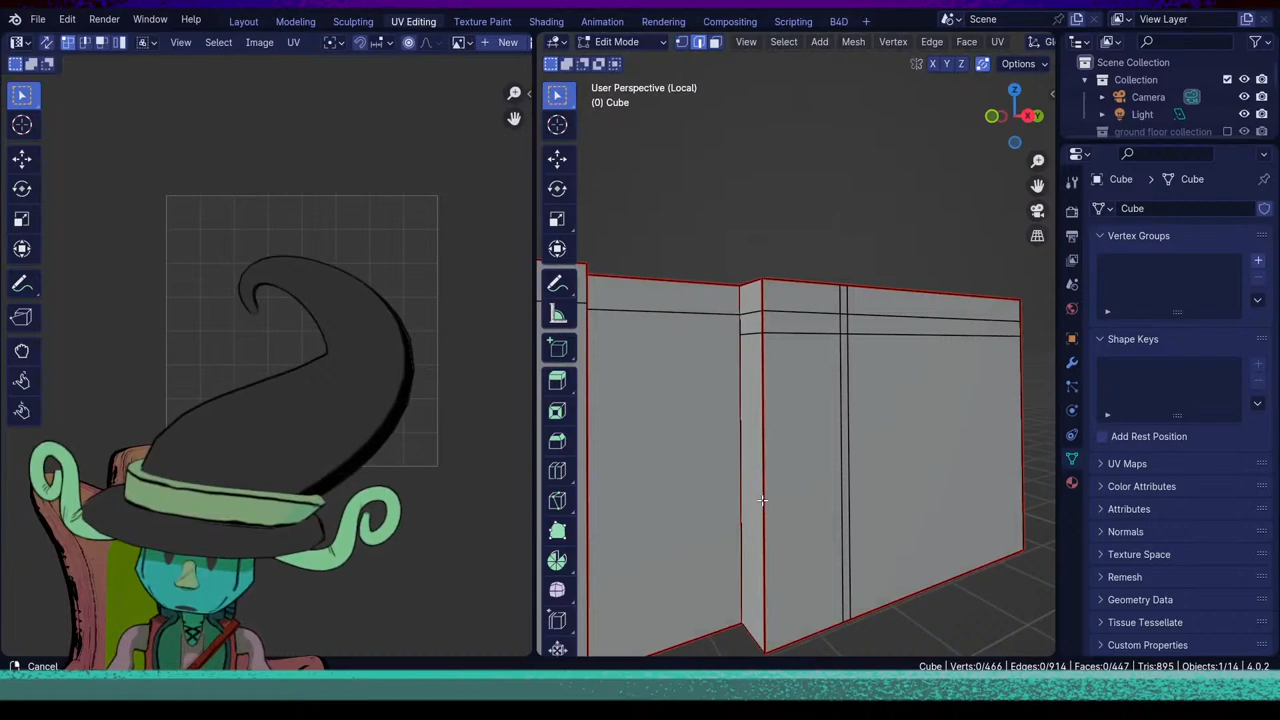 File Edit Render Window Help Layout Modeling Sculpting UV Editing Texture Paint Shading Animation Rendering Compositing Scripting B4D + Scene View Layer
View Select Image UV New Edit Mode View Select Add Mesh Vertex Edge Face UV Gl
X Y Z Options
User Perspective (Local)
(0) Cube
Z
X Y
Scene Collection
Collection
Camera
Light
ground floor collection
Cube Cube
Cube
Vertex Groups
Shape Keys
Add Rest Position
UV Maps
Color Attributes
Attributes
Normals
Texture Space
Remesh
Geometry Data
Tissue Tessellate
Custom Properties
Cancel Cube | Verts:0/466 | Edges:0/914 | Faces:0/447 | Tris:895 | Objects:1/14 | 4.0.2